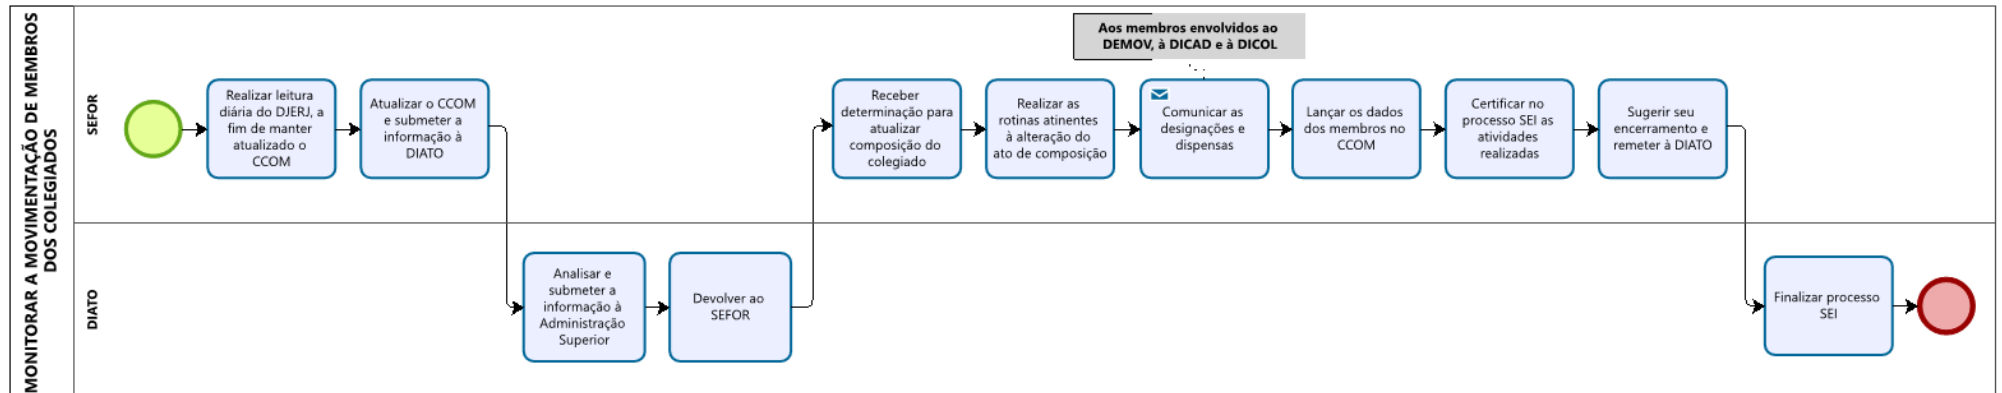 MONITORAR A MOVIMENTAÇÃO DE MEMBROS
DOS COLEGIADOS
SEFOR
Realizar leitura
diária do DJERJ, a
fim de manter
atualizado o
CCOM
Atualizar o CCOM
e submeter a
informação à
DIATO
Receber
determinação para
atualizar
composição do
colegiado
Realizar as
rotinas atinentes
à alteração do
ato de composição
Aos membros envolvidos ao
DEMOV, à DICAD e à DICOL
Comunicar as
designações e
dispensas
Lançar os dados
dos membros no
CCOM
Certificar no
processo SEI as
atividades
realizadas
Sugerir seu
encerramento e
remeter à DIATO
DIATO
Analisar e
submeter a
informação à
Administração
Superior
Devolver ao
SEFOR
Finalizar processo
SEI